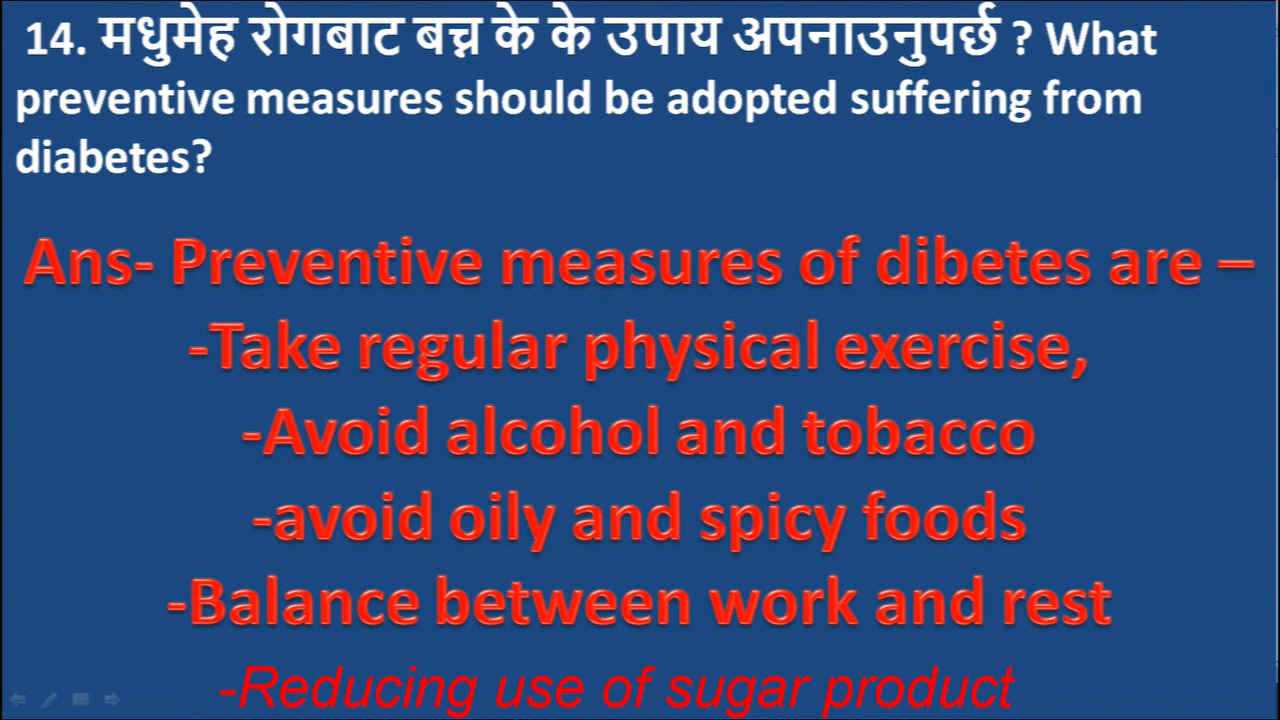 14. मधुमेह रोगबाट बच्न के के उपाय अपनाउनुपर्छ ? What
preventive measures should be adopted suffering from
diabetes?
Ans- Preventive measures of dibetes are –
-Take regular physical exercise,
-Avoid alcohol and tobacco
-avoid oily and spicy foods
-Balance between work and rest
-Reducing use of sugar product